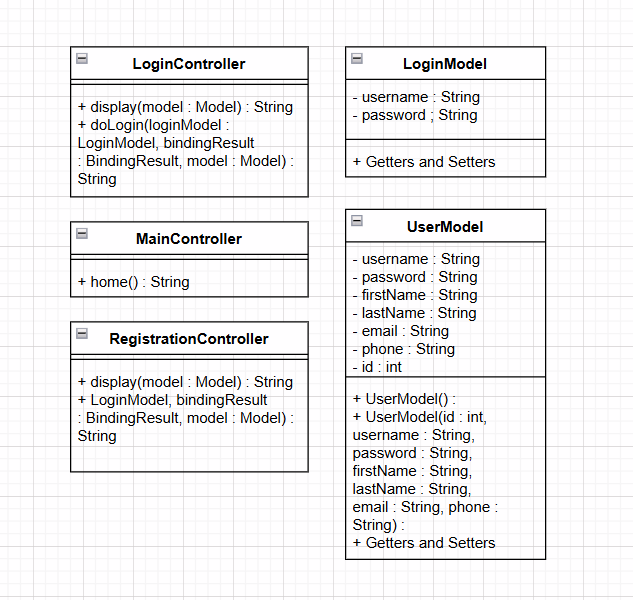 LoginController
+ display(model : Model) : String
+ doLogin(loginModel :
LoginModel, bindingResult
: BindingResult, model : Model) :
String
MainController
+ home() : String
RegistrationController
+ display(model : Model) : String
+ LoginModel, bindingResult
: BindingResult, model : Model) :
String
LoginModel
- username : String
- password ; String
+ Getters and Setters
UserModel
- username : String
- password : String
- firstName : String
- lastName : String
- email : String
- phone : String
- id : int
+ UserModel() :
+ UserModel(id : int,
username : String,
password : String,
firstName : String,
lastName : String,
email : String, phone :
String) :
+ Getters and Setters